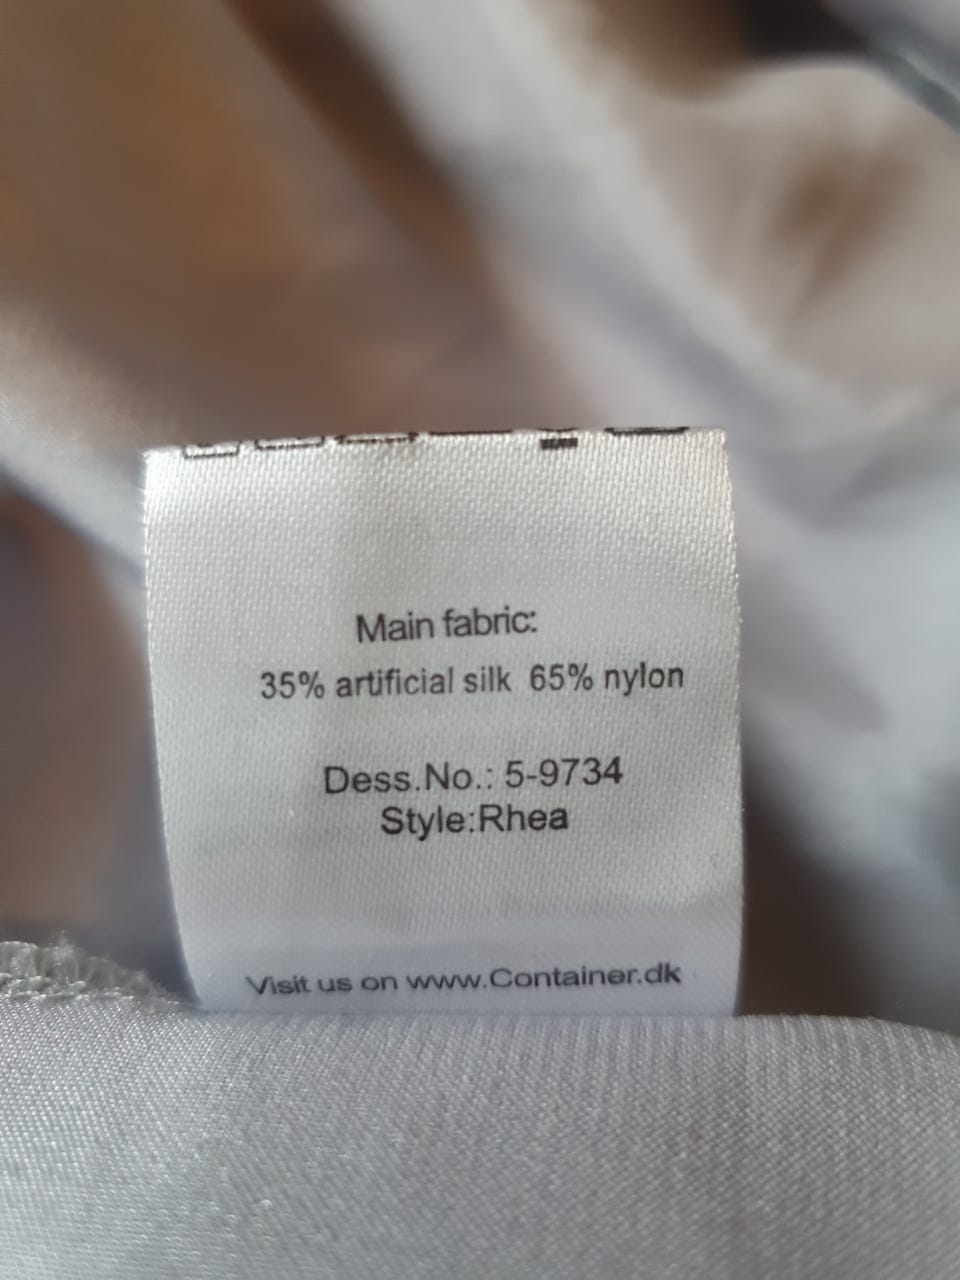 Main fabric:
35% artificial silk 65% nylon
Dess.No.: 5-9734
Style:Rhea
Visit us on www.Container.dk